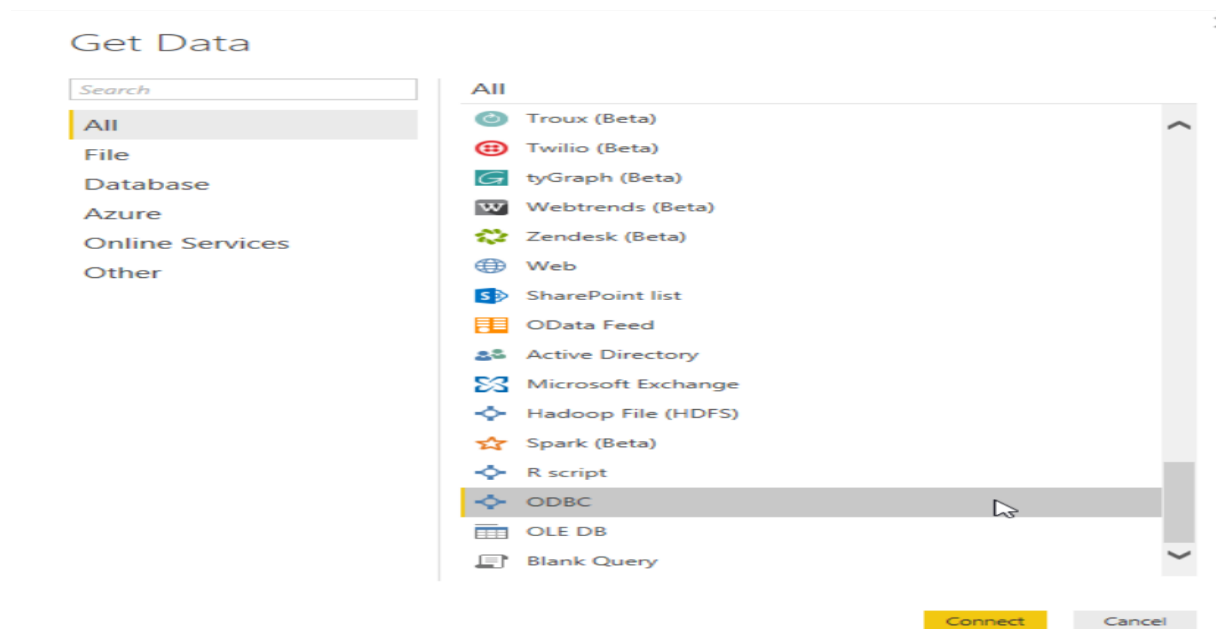 Get Data
Search
All
File
Database
Azure
Online Services
Other
All
Troux (Beta)
Twilio (Beta)
tyGraph (Beta)
Webtrends (Beta)
Zendesk (Beta)
Web
SharePoint list
OData Feed
Active Directory
Microsoft Exchange
Hadoop File (HDFS)
Spark (Beta)
R script
ODBC
OLE DB
Blank Query
Connect Cancel